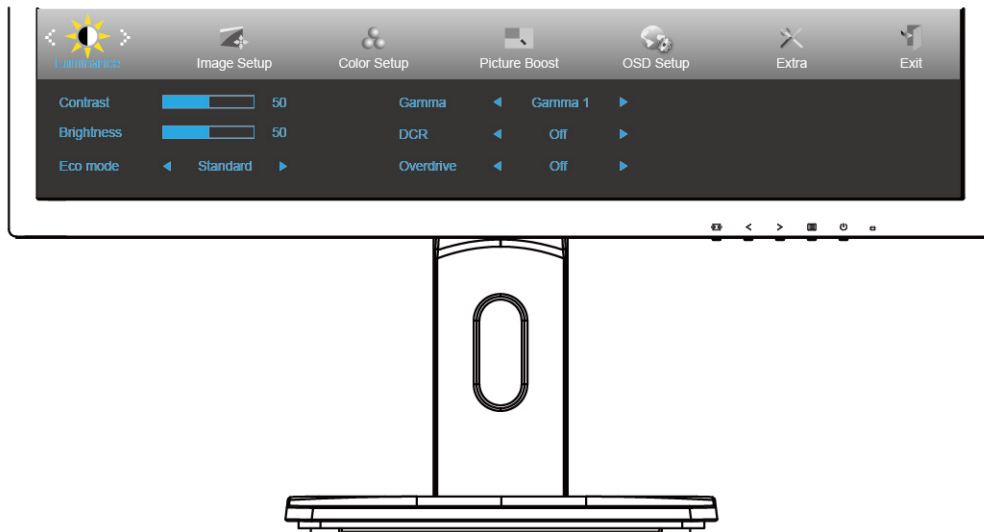 Luminance
Image Setup
Color Setup
Picture Boost
OSD Setup
Extra
Exit
Contrast 50 Gamma Gamma 1
Brightness 50 DCR Off
Eco mode Standard Overdrive Off